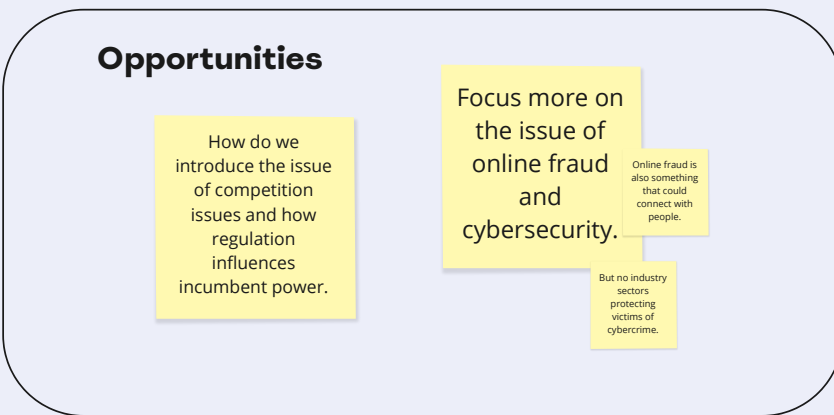 Opportunities
How do we
introduce the issue
of competition
issues and how
regulation
influences
incumbent power.
Focus more on
the issue of
online fraud
and
cybersecurity.
Online fraud is
also something
that could
connect with
people.
But no industry
sectors
protecting
victims of
cybercrime.